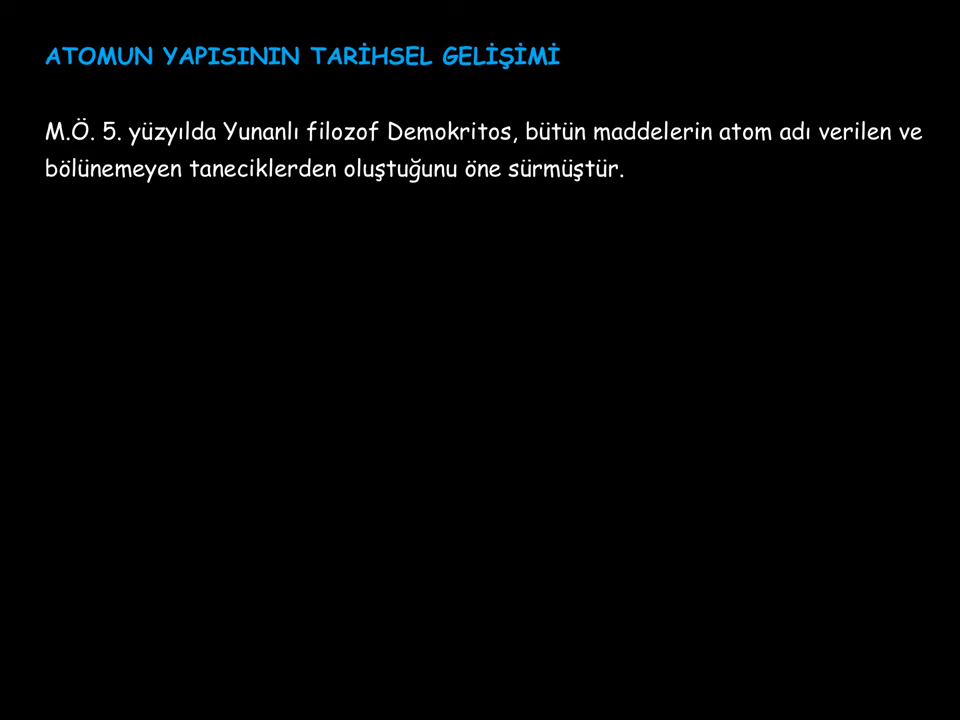 ATOMUN YAPISININ TARİHSEL GELİŞİMİ
M.Ö. 5. yüzyılda Yunanlı filozof Demokritos, bütün maddelerin atom adı verilen ve
bölünemeyen taneciklerden oluştuğunu öne sürmüştür.